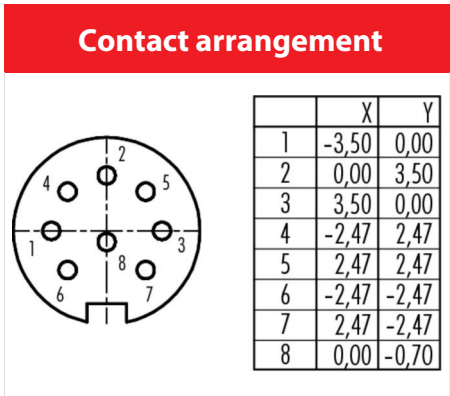 Contact arrangement
2
4
5
1
3
8
6
7
X Y
1 -3,50 0,00
2 0,00 3,50
3 3,50 0,00
4 -2,47 2,47
5 2,47 2,47
6 -2,47 -2,47
7 2,47 -2,47
8 0,00 -0,70